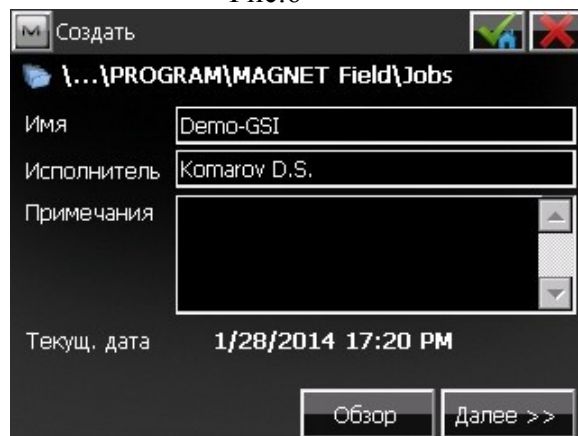 Создать
\...\PROGRAM\MAGNET Field\Jobs
Имя Demo-GSI
Исполнитель Komarov D.S.
Примечания
Текущ. дата 1/28/2014 17:20 PM
Обзор Далее >>